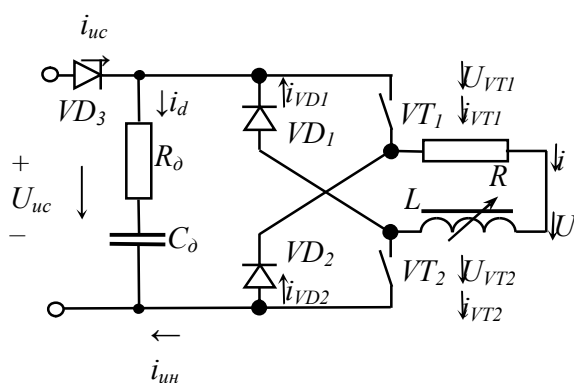 i_ис
VD₃
i_d
i_VD1
VD₁
VT₁
U_VT1
i_VT1
R_д
+
U_ис
–
C_д
L
R
i
U
VD₂
i_VD2
VT₂
U_VT2
i_VT2
i_ин